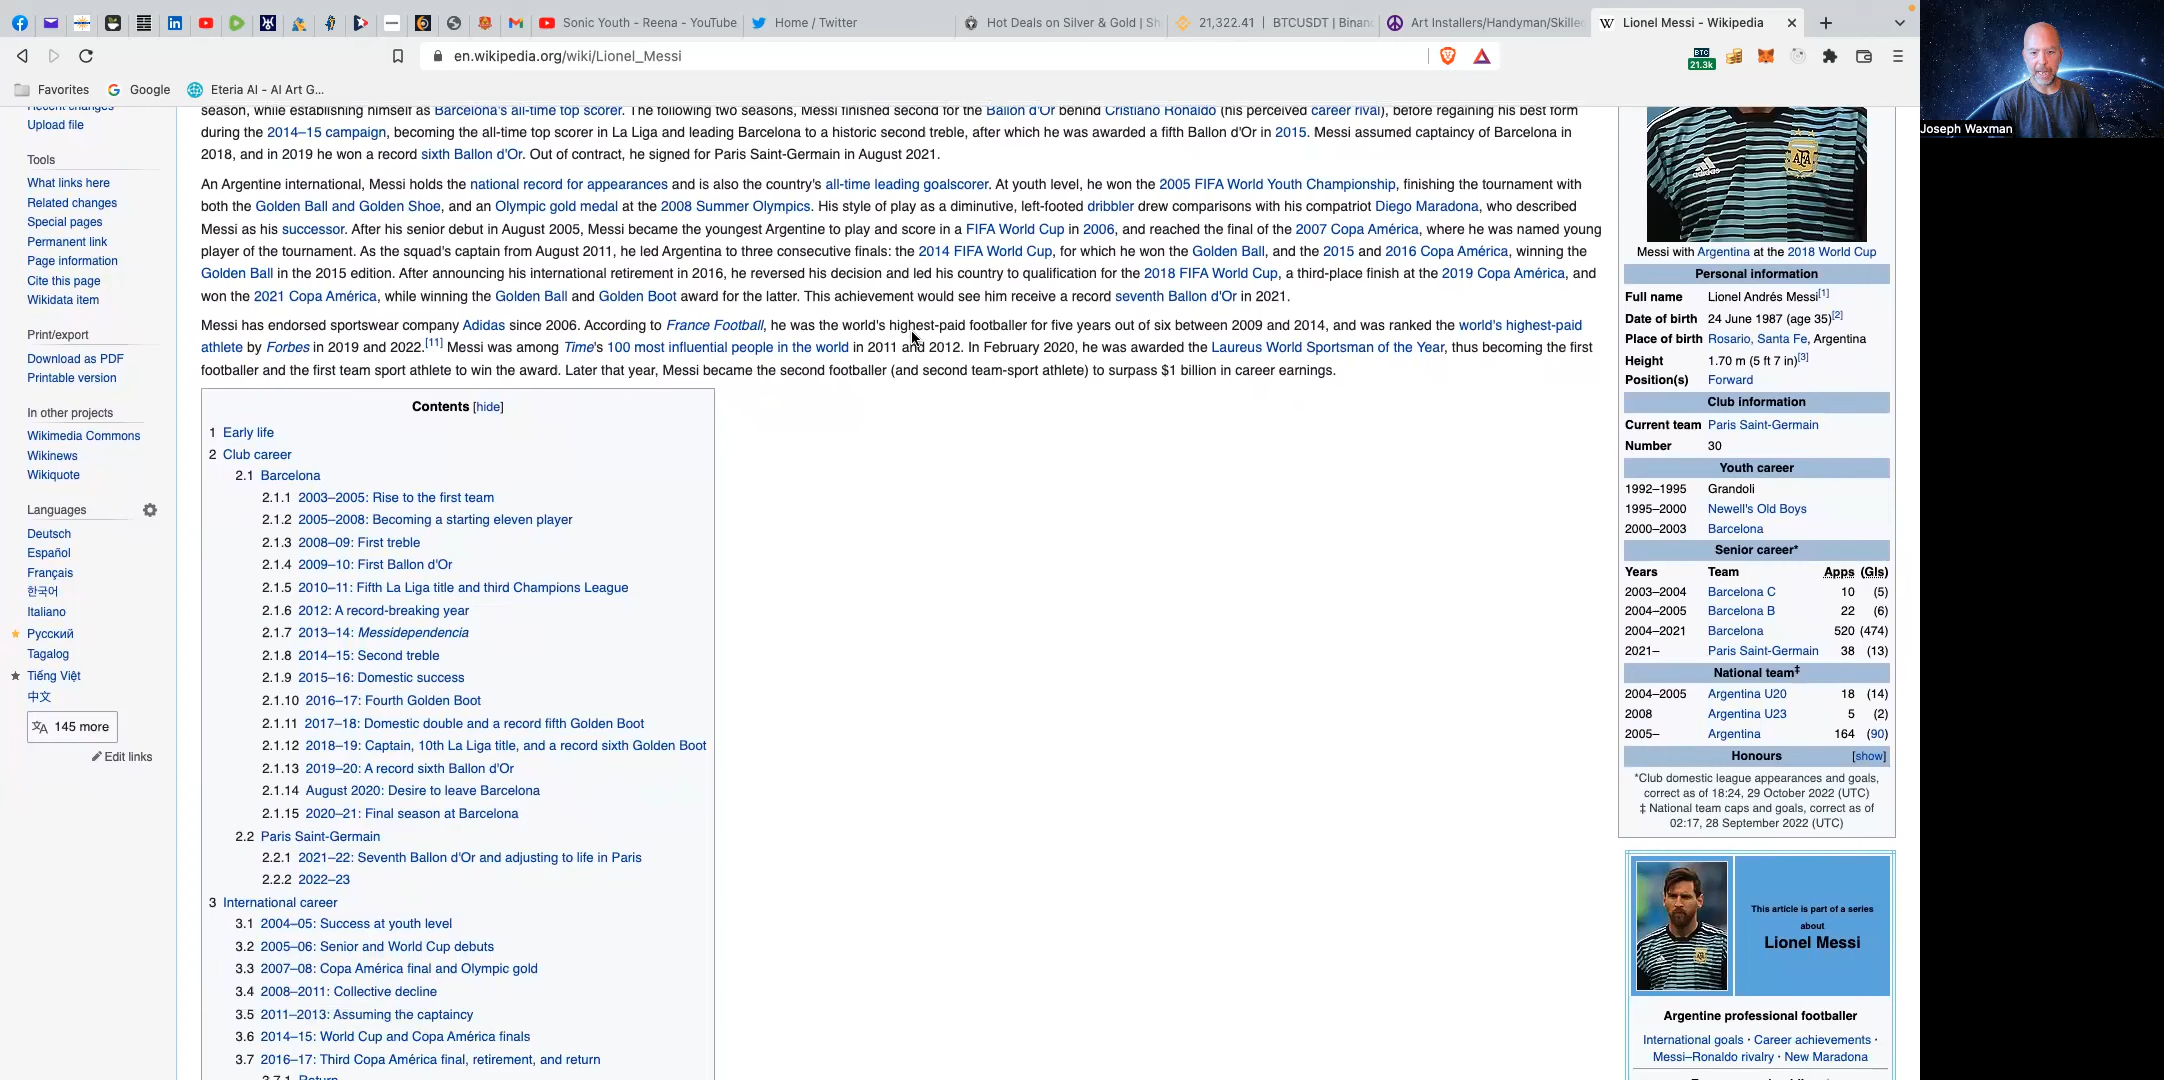 Sonic Youth - Reena - YouTube
Home / Twitter
Hot Deals on Silver & Gold | Sh
21,322.41 | BTCUSDT | Binan
Art Installers/Handyman/Skilled
Lionel Messi - Wikipedia
en.wikipedia.org/wiki/Lionel_Messi
BTC
21.3k
Favorites
Google
Eteria AI - AI Art G...
Joseph Waxman
Recent changes
Upload file
Tools
What links here
Related changes
Special pages
Permanent link
Page information
Cite this page
Wikidata item
Print/export
Download as PDF
Printable version
In other projects
Wikimedia Commons
Wikinews
Wikiquote
Languages
Deutsch
Español
Français
한국어
Italiano
Русский
Tagalog
Tiếng Việt
中文
145 more
Edit links
season, while establishing himself as Barcelona's all-time top scorer. The following two seasons, Messi finished second for the Ballon d'Or behind Cristiano Ronaldo (his perceived career rival), before regaining his best form
during the 2014–15 campaign, becoming the all-time top scorer in La Liga and leading Barcelona to a historic second treble, after which he was awarded a fifth Ballon d'Or in 2015. Messi assumed captaincy of Barcelona in
2018, and in 2019 he won a record sixth Ballon d'Or. Out of contract, he signed for Paris Saint-Germain in August 2021.
An Argentine international, Messi holds the national record for appearances and is also the country's all-time leading goalscorer. At youth level, he won the 2005 FIFA World Youth Championship, finishing the tournament with
both the Golden Ball and Golden Shoe, and an Olympic gold medal at the 2008 Summer Olympics. His style of play as a diminutive, left-footed dribbler drew comparisons with his compatriot Diego Maradona, who described
Messi as his successor. After his senior debut in August 2005, Messi became the youngest Argentine to play and score in a FIFA World Cup in 2006, and reached the final of the 2007 Copa América, where he was named young
player of the tournament. As the squad's captain from August 2011, he led Argentina to three consecutive finals: the 2014 FIFA World Cup, for which he won the Golden Ball, and the 2015 and 2016 Copa América, winning the
Golden Ball in the 2015 edition. After announcing his international retirement in 2016, he reversed his decision and led his country to qualification for the 2018 FIFA World Cup, a third-place finish at the 2019 Copa América, and
won the 2021 Copa América, while winning the Golden Ball and Golden Boot award for the latter. This achievement would see him receive a record seventh Ballon d'Or in 2021.
Messi has endorsed sportswear company Adidas since 2006. According to France Football, he was the world's highest-paid footballer for five years out of six between 2009 and 2014, and was ranked the world's highest-paid
athlete by Forbes in 2019 and 2022.[11] Messi was among Time's 100 most influential people in the world in 2011 and 2012. In February 2020, he was awarded the Laureus World Sportsman of the Year, thus becoming the first
footballer and the first team sport athlete to win the award. Later that year, Messi became the second footballer (and second team-sport athlete) to surpass $1 billion in career earnings.
Contents [hide]
1 Early life
2 Club career
2.1 Barcelona
2.1.1 2003–2005: Rise to the first team
2.1.2 2005–2008: Becoming a starting eleven player
2.1.3 2008–09: First treble
2.1.4 2009–10: First Ballon d'Or
2.1.5 2010–11: Fifth La Liga title and third Champions League
2.1.6 2012: A record-breaking year
2.1.7 2013–14: Messidependencia
2.1.8 2014–15: Second treble
2.1.9 2015–16: Domestic success
2.1.10 2016–17: Fourth Golden Boot
2.1.11 2017–18: Domestic double and a record fifth Golden Boot
2.1.12 2018–19: Captain, 10th La Liga title, and a record sixth Golden Boot
2.1.13 2019–20: A record sixth Ballon d'Or
2.1.14 August 2020: Desire to leave Barcelona
2.1.15 2020–21: Final season at Barcelona
2.2 Paris Saint-Germain
2.2.1 2021–22: Seventh Ballon d'Or and adjusting to life in Paris
2.2.2 2022–23
3 International career
3.1 2004–05: Success at youth level
3.2 2005–06: Senior and World Cup debuts
3.3 2007–08: Copa América final and Olympic gold
3.4 2008–2011: Collective decline
3.5 2011–2013: Assuming the captaincy
3.6 2014–15: World Cup and Copa América finals
3.7 2016–17: Third Copa América final, retirement, and return
3.7.1 Return
adidas
AFA
Messi with Argentina at the 2018 World Cup
Personal information
Full name Lionel Andrés Messi[1]
Date of birth 24 June 1987 (age 35)[2]
Place of birth Rosario, Santa Fe, Argentina
Height 1.70 m (5 ft 7 in)[3]
Position(s) Forward
Club information
Current team Paris Saint-Germain
Number 30
Youth career
1992–1995 Grandoli
1995–2000 Newell's Old Boys
2000–2003 Barcelona
Senior career*
Years Team Apps (Gls)
2003–2004 Barcelona C 10 (5)
2004–2005 Barcelona B 22 (6)
2004–2021 Barcelona 520 (474)
2021– Paris Saint-Germain 38 (13)
National team‡
2004–2005 Argentina U20 18 (14)
2008 Argentina U23 5 (2)
2005– Argentina 164 (90)
Honours [show]
*Club domestic league appearances and goals,
correct as of 18:24, 29 October 2022 (UTC)
‡ National team caps and goals, correct as of
02:17, 28 September 2022 (UTC)
This article is part of a series
about
Lionel Messi
Argentine professional footballer
International goals · Career achievements ·
Messi–Ronaldo rivalry · New Maradona